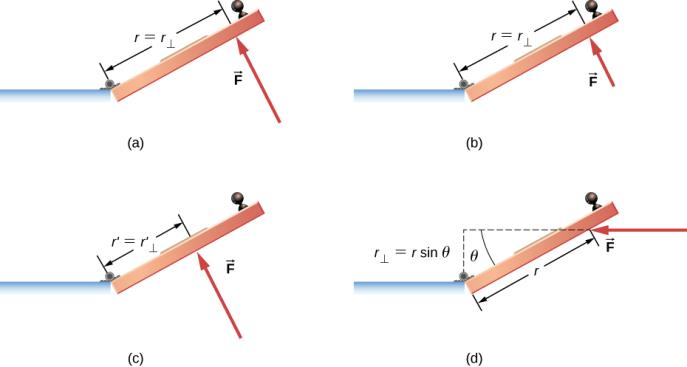 r = r⊥
F⃗
(a)
r = r⊥
F⃗
(b)
r' = r'⊥
F⃗
(c)
r⊥ = r sin θ
θ
r
F⃗
(d)